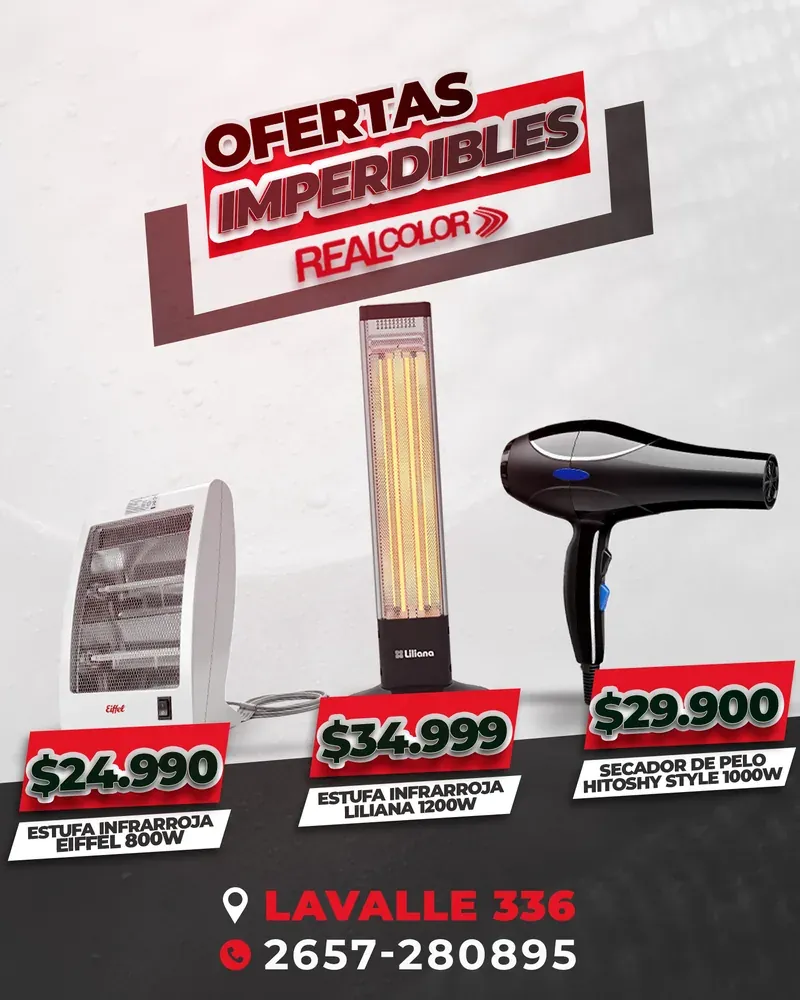 OFERTAS
IMPERDIBLES
REALCOLOR
Liliana
Eiffel
$24.990
ESTUFA INFRARROJA
EIFFEL 800W
$34.999
ESTUFA INFRARROJA
LILIANA 1200W
$29.900
SECADOR DE PELO
HITOSHY STYLE 1000W
LAVALLE 336
2657-280895